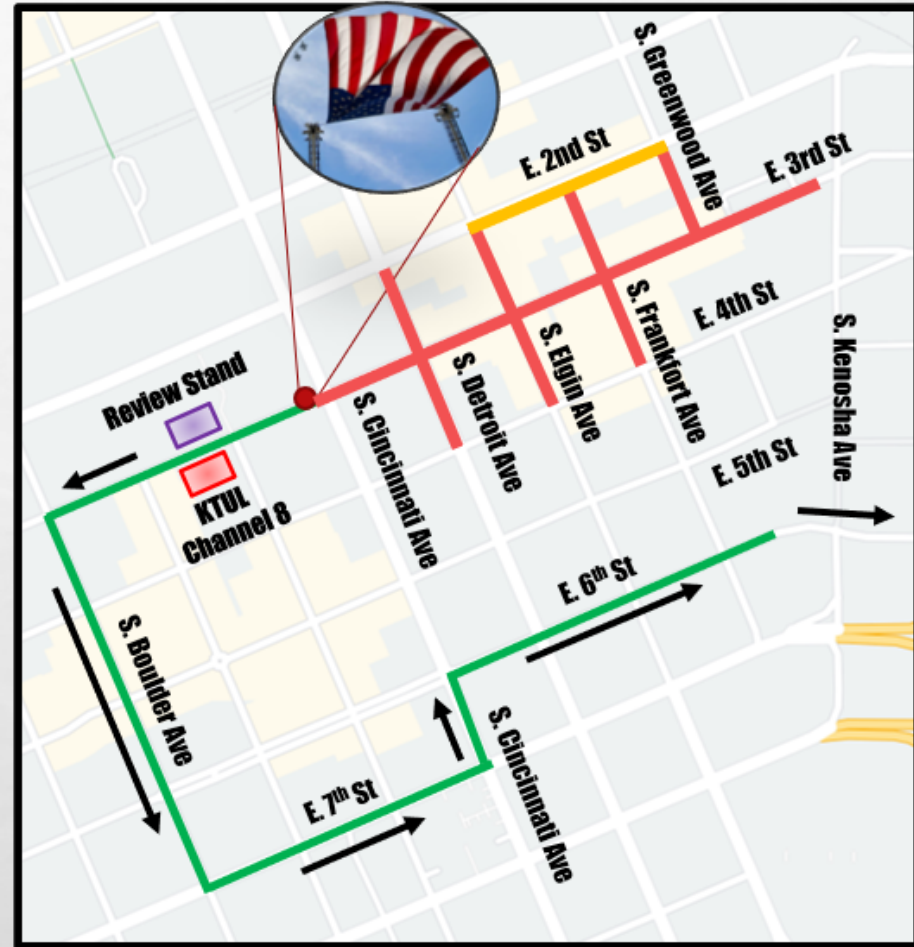 S. Greenwood Ave
E. 2nd St
E. 3rd St
E. 4th St
S. Frankfort Ave
S. Kenosha Ave
S. Elgin Ave
S. Detroit Ave
S. Cincinnati Ave
Review Stand
KTUL
Channel 8
E. 5th St
E. 6th St
S. Boulder Ave
S. Cincinnati Ave
E. 7th St